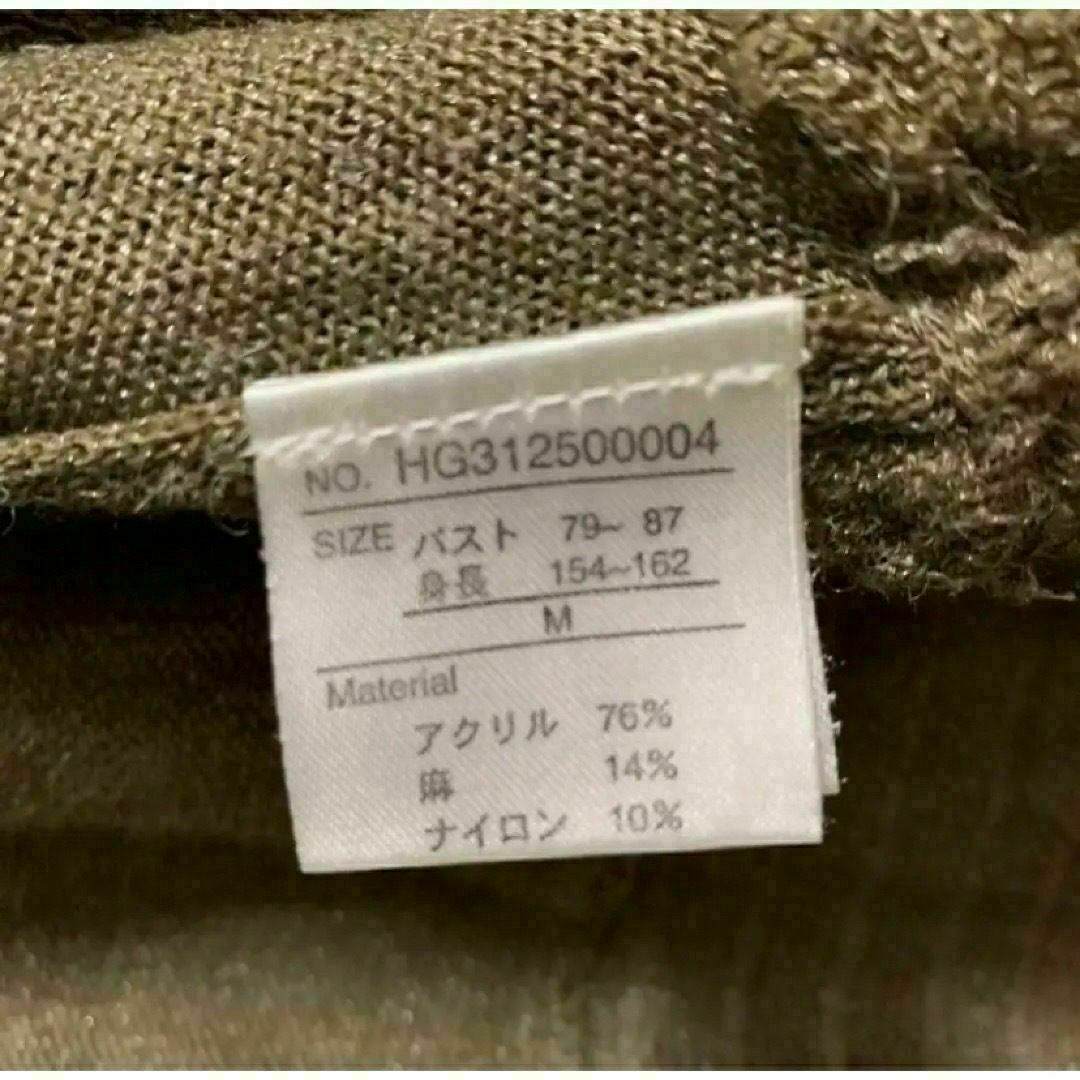 NO. HG312500004
SIZE バスト 79~ 87
身長 154~162
M
Material
アクリル 76%
麻 14%
ナイロン 10%